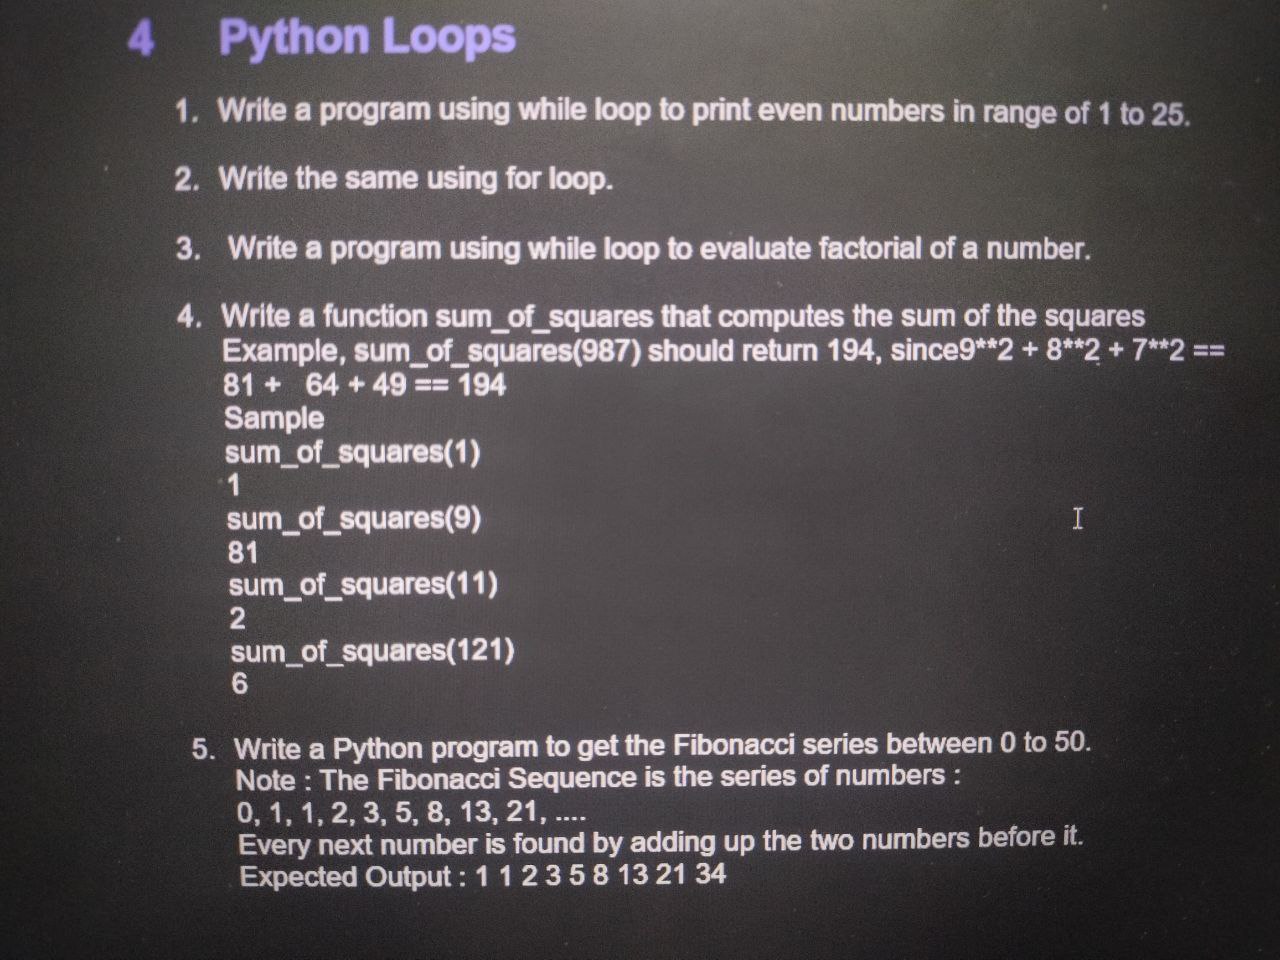 4 Python Loops
1. Write a program using while loop to print even numbers in range of 1 to 25.
2. Write the same using for loop.
3. Write a program using while loop to evaluate factorial of a number.
4. Write a function sum_of_squares that computes the sum of the squares
Example, sum_of_squares(987) should return 194, since9**2 + 8**2 + 7**2 ==
81 + 64 + 49 == 194
Sample
sum_of_squares(1)
1
sum_of_squares(9)
81
sum_of_squares(11)
2
sum_of_squares(121)
6
5. Write a Python program to get the Fibonacci series between 0 to 50.
Note : The Fibonacci Sequence is the series of numbers :
0, 1, 1, 2, 3, 5, 8, 13, 21, ....
Every next number is found by adding up the two numbers before it.
Expected Output : 1 1 2 3 5 8 13 21 34